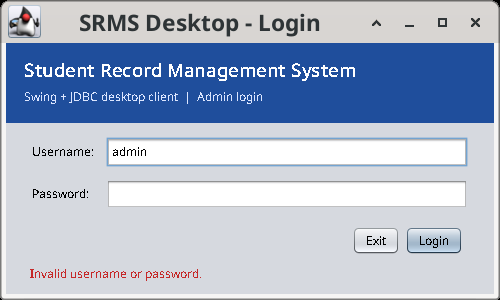 SRMS Desktop - Login
Student Record Management System
Swing + JDBC desktop client | Admin login
Username: admin
Password:
Exit Login
Invalid username or password.